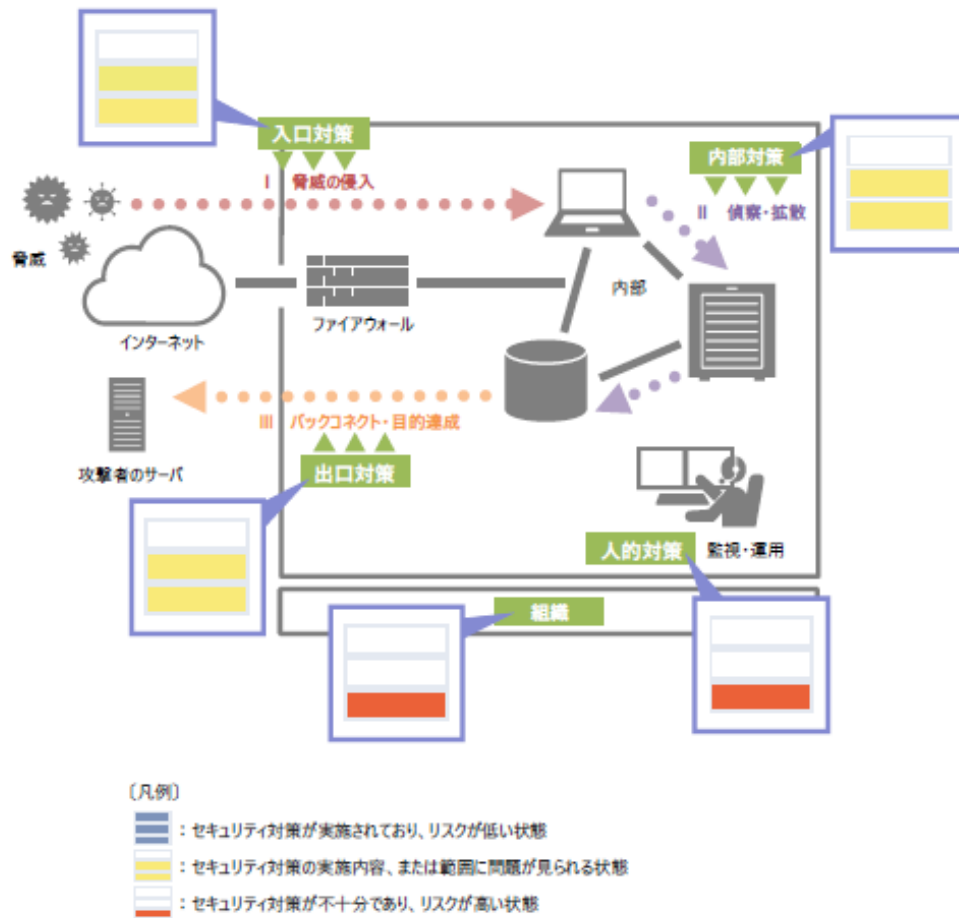 入口対策
内部対策
I 脅威の侵入
II 偵察・拡散
脅威
内部
ファイアウォール
インターネット
III バックコネクト・目的達成
出口対策
攻撃者のサーバ
人的対策
監視・運用
組織
〔凡例〕
：セキュリティ対策が実施されており、リスクが低い状態
：セキュリティ対策の実施内容、または範囲に問題が見られる状態
：セキュリティ対策が不十分であり、リスクが高い状態